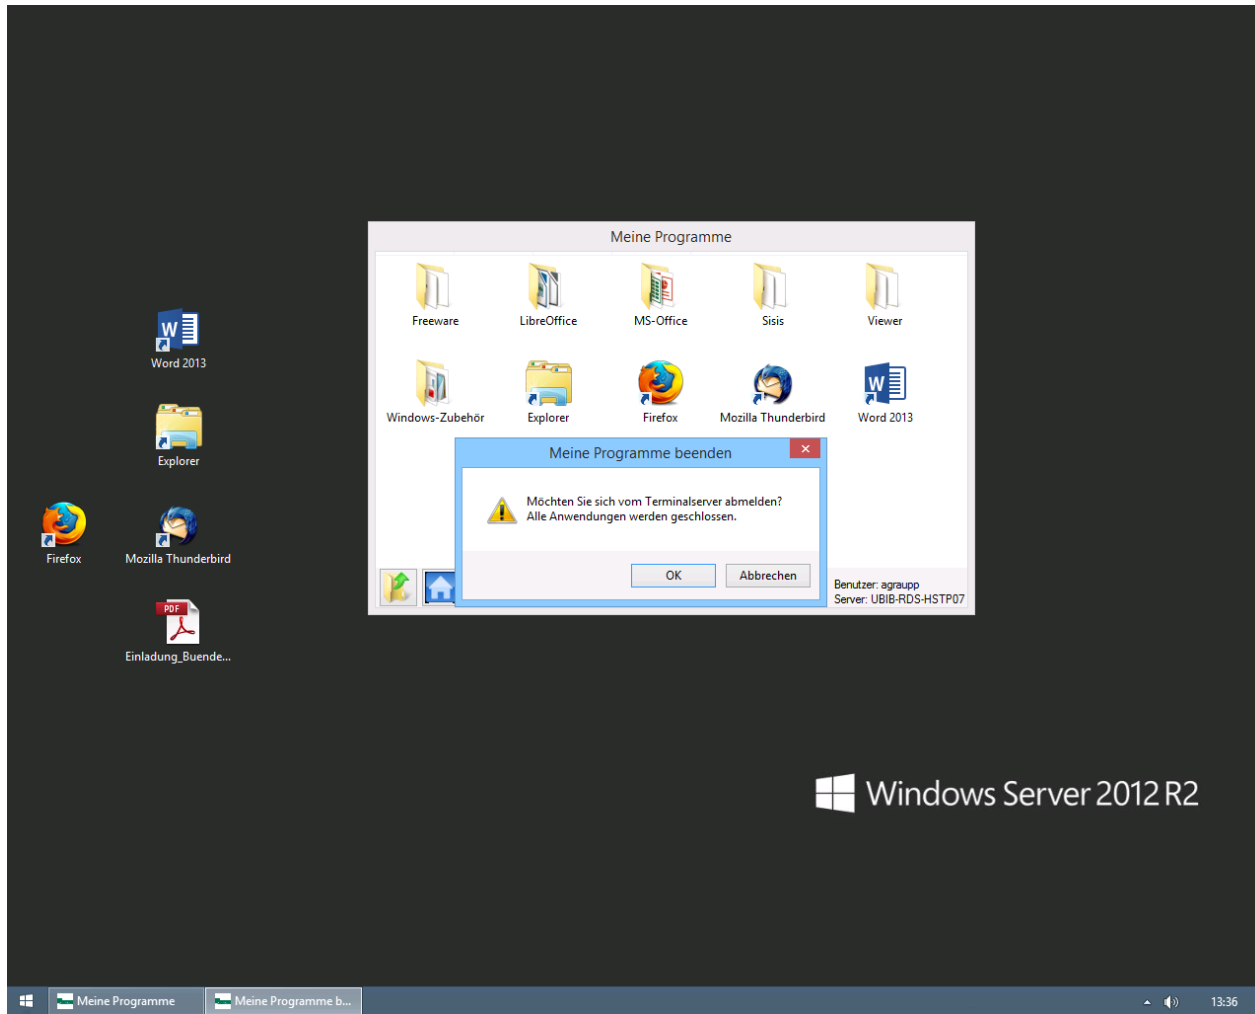 Meine Programme
Freeware
LibreOffice
MS-Office
Sisis
Viewer
Windows-Zubehör
Explorer
Firefox
Mozilla Thunderbird
Word 2013
Meine Programme beenden
Möchten Sie sich vom Terminalserver abmelden?
Alle Anwendungen werden geschlossen.
OK
Abbrechen
Benutzer: agraupp
Server: UBIB-RDS-HSTP07
Word 2013
Explorer
Firefox
Mozilla Thunderbird
PDF
Einladung_Buende...
Windows Server 2012 R2
Meine Programme
Meine Programme b...
13:36